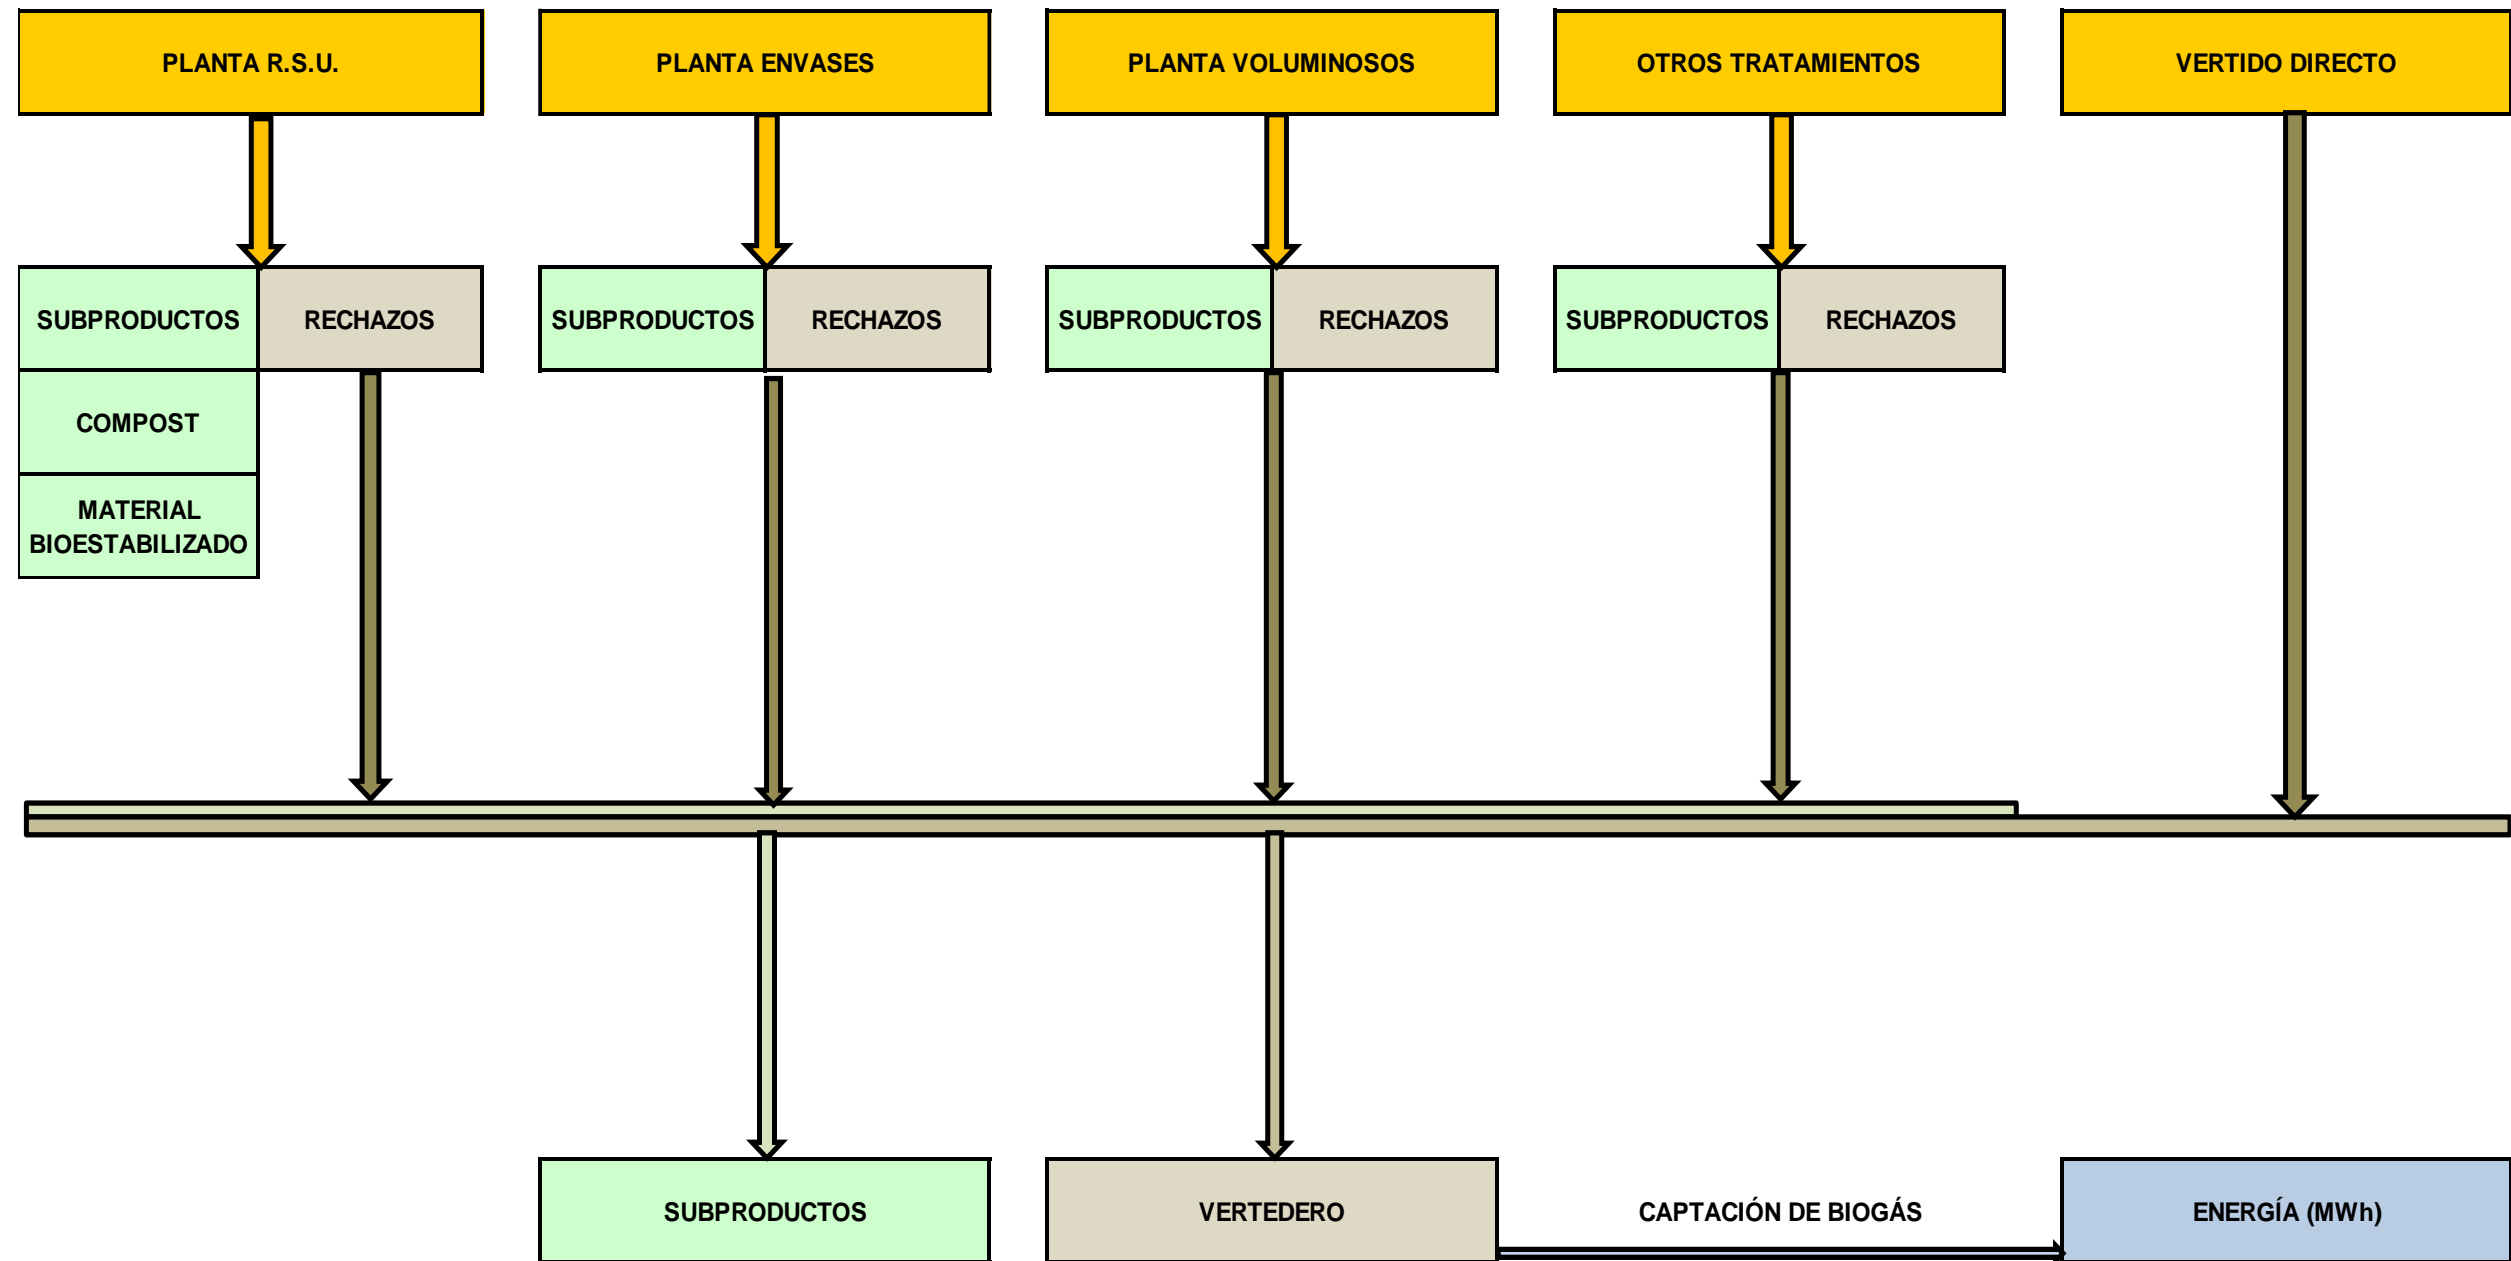 PLANTA R.S.U.
PLANTA ENVASES
PLANTA VOLUMINOSOS
OTROS TRATAMIENTOS
VERTIDO DIRECTO
SUBPRODUCTOS
RECHAZOS
SUBPRODUCTOS
RECHAZOS
SUBPRODUCTOS
RECHAZOS
SUBPRODUCTOS
RECHAZOS
COMPOST
MATERIAL
BIOESTABILIZADO
SUBPRODUCTOS
VERTEDERO
CAPTACIÓN DE BIOGÁS
ENERGÍA (MWh)